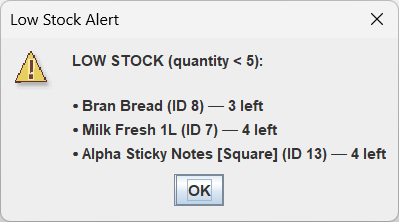 Low Stock Alert
LOW STOCK (quantity < 5):
• Bran Bread (ID 8) — 3 left
• Milk Fresh 1L (ID 7) — 4 left
• Alpha Sticky Notes [Square] (ID 13) — 4 left
OK